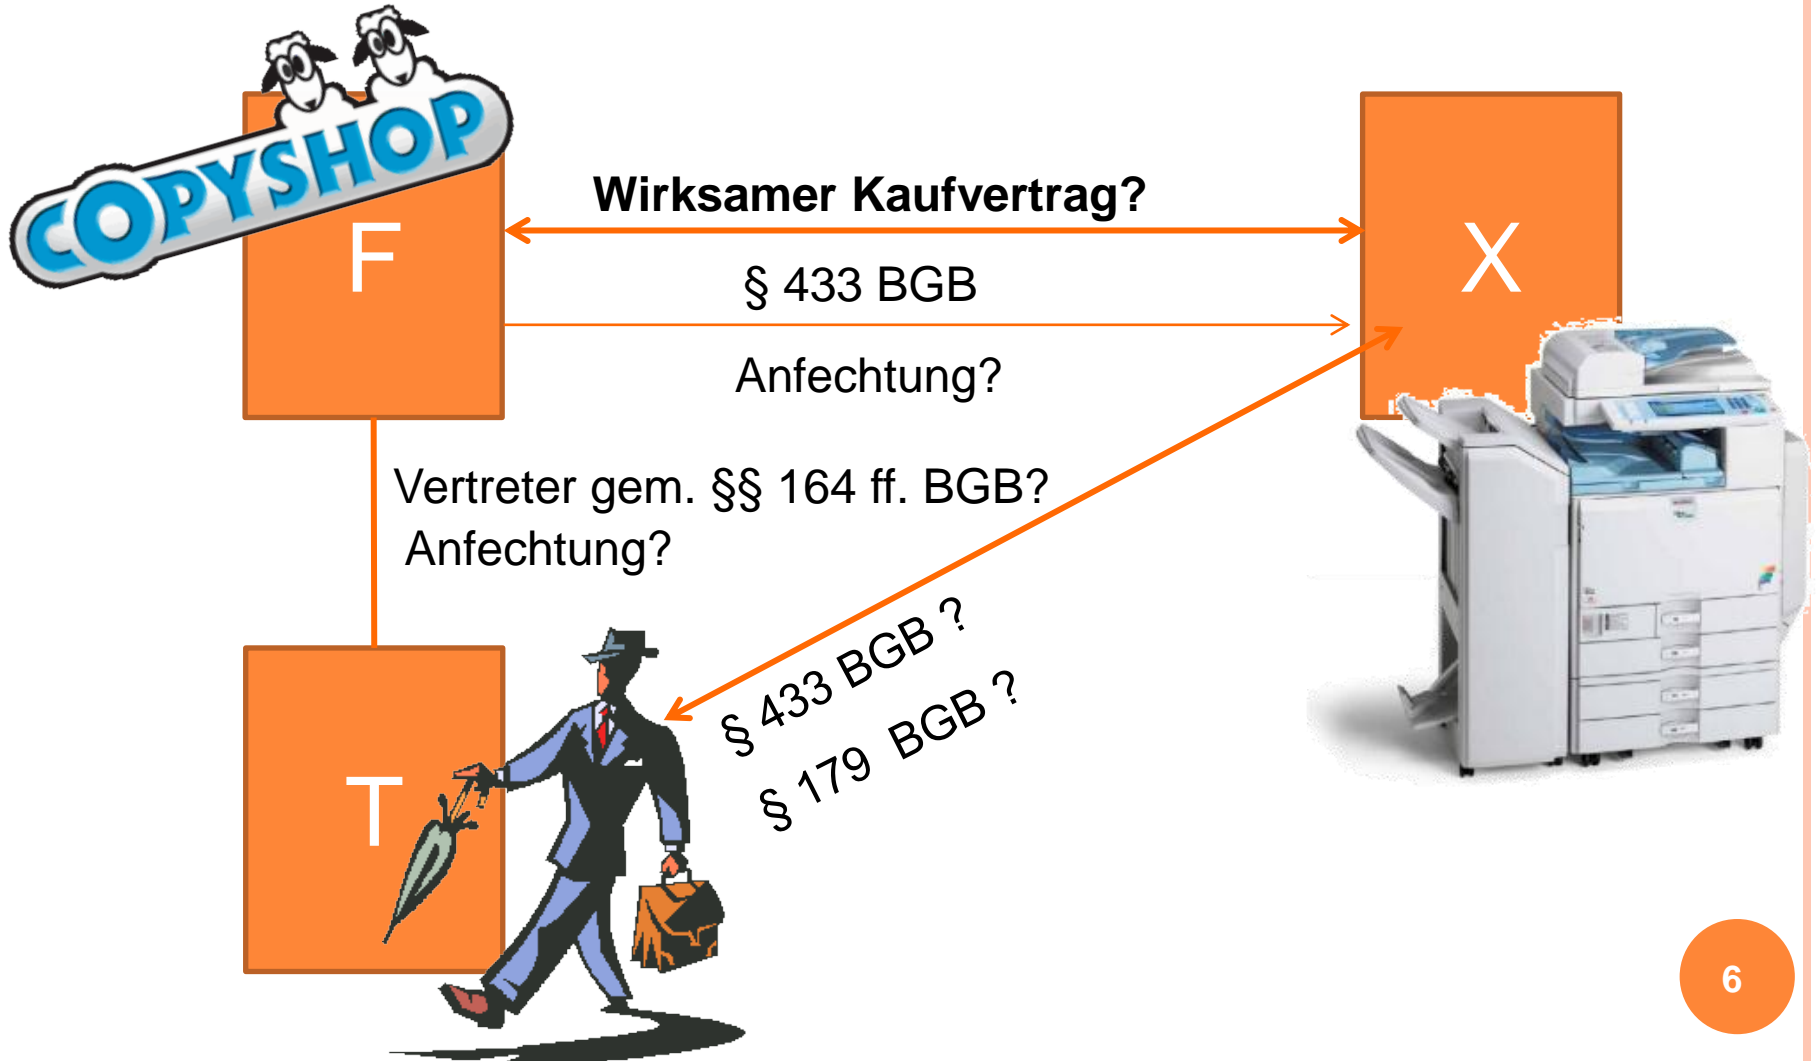 COPYSHOP
F
Wirksamer Kaufvertrag?
X
§ 433 BGB
Anfechtung?
Vertreter gem. §§ 164 ff. BGB?
Anfechtung?
§ 433 BGB ?
§ 179 BGB ?
T
6